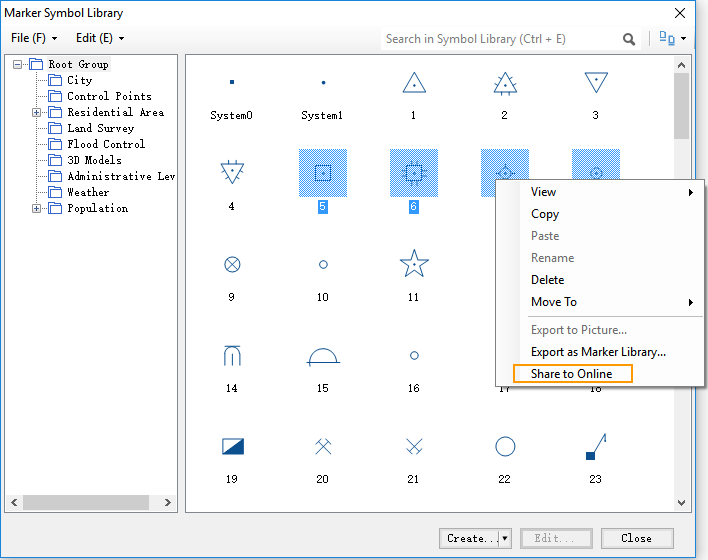 Marker Symbol Library
File (F) Edit (E) Search in Symbol Library (Ctrl + E)
Root Group
City
Control Points
Residential Area
Land Survey
Flood Control
3D Models
Administrative Lev
Weather
Population
System0 System1 1 2 3
4 5 6
9 10 11
14 15 16 17 18
19 20 21 22 23
View
Copy
Paste
Rename
Delete
Move To
Export to Picture...
Export as Marker Library...
Share to Online
Create... Edit... Close